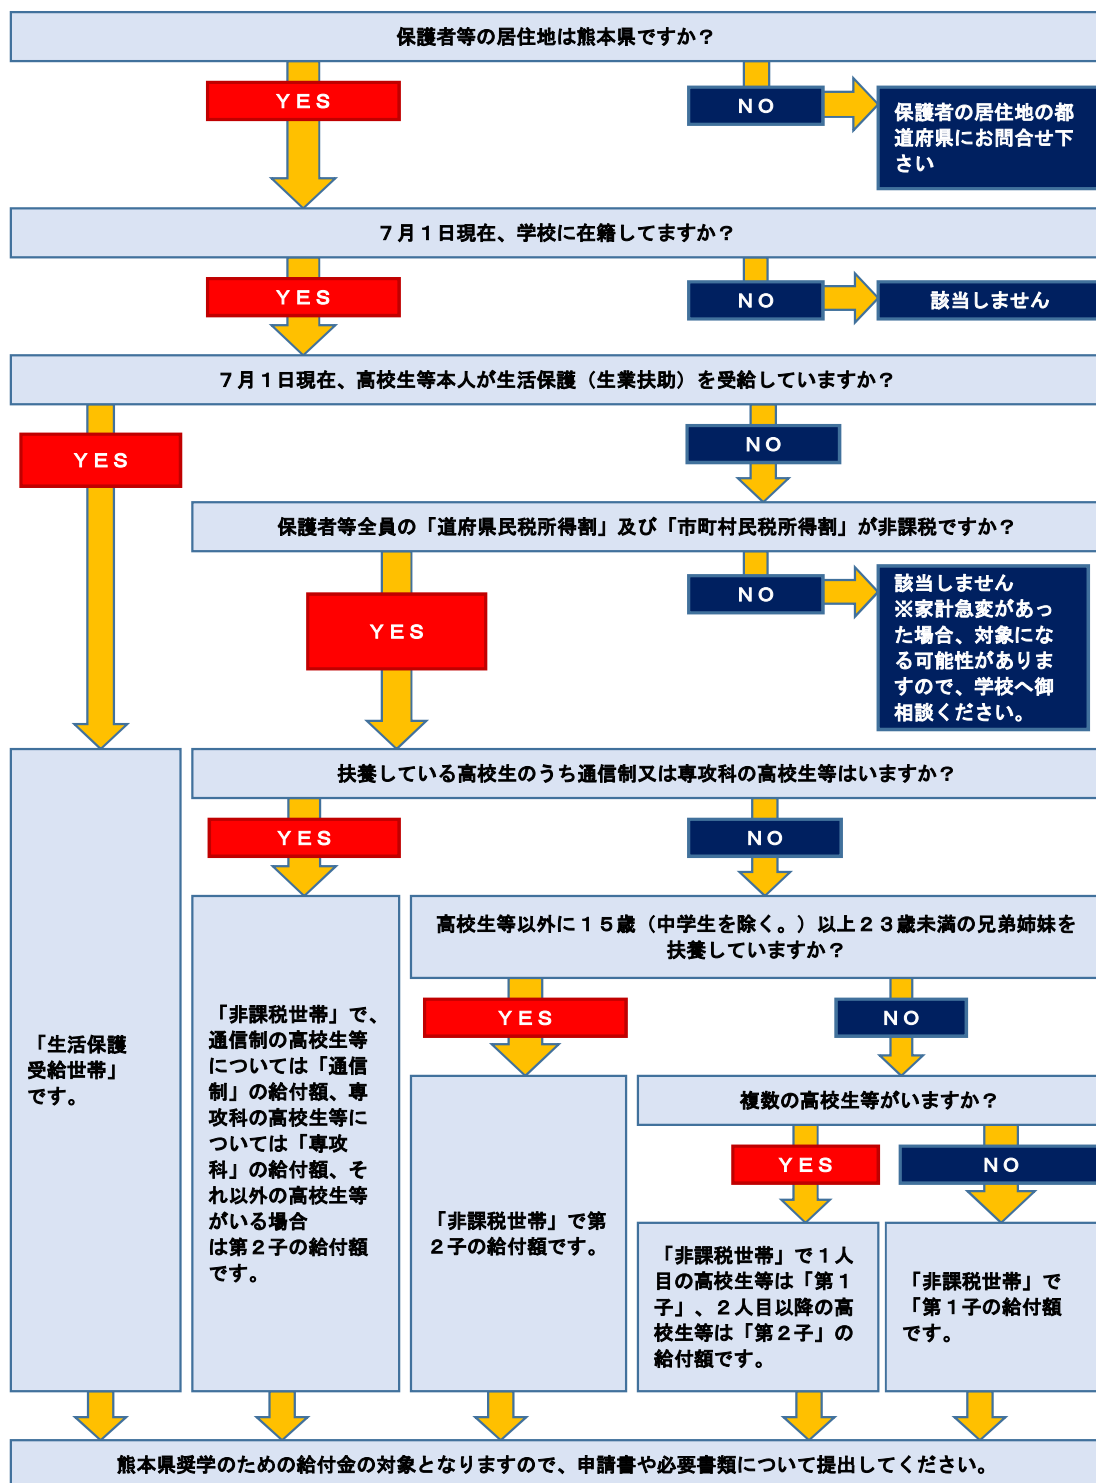 保護者等の居住地は熊本県ですか？
ＹＥＳ
ＮＯ
保護者の居住地の都
道府県にお問合せ下
さい
７月１日現在、学校に在籍してますか？
ＹＥＳ
ＮＯ
該当しません
７月１日現在、高校生等本人が生活保護（生業扶助）を受給していますか？
ＹＥＳ
ＮＯ
保護者等全員の「道府県民税所得割」及び「市町村民税所得割」が非課税ですか？
ＹＥＳ
ＮＯ
該当しません
※家計急変があっ
た場合、対象にな
る可能性がありま
すので、学校へ御
相談ください。
扶養している高校生のうち通信制又は専攻科の高校生等はいますか？
ＹＥＳ
ＮＯ
高校生等以外に１５歳（中学生を除く。）以上２３歳未満の兄弟姉妹を
扶養していますか？
ＹＥＳ
ＮＯ
複数の高校生等がいますか？
ＹＥＳ
ＮＯ
「生活保護
受給世帯」
です。
「非課税世帯」で、
通信制の高校生等
については「通信
制」の給付額、専
攻科の高校生等に
ついては「専攻
科」の給付額、そ
れ以外の高校生等
がいる場合
は第２子の給付額
です。
「非課税世帯」で第
２子の給付額です。
「非課税世帯」で１人
目の高校生等は「第１
子」、２人目以降の高
校生等は「第２子」の
給付額です。
「非課税世帯」で
「第１子の給付額
です。
熊本県奨学のための給付金の対象となりますので、申請書や必要書類について提出してください。